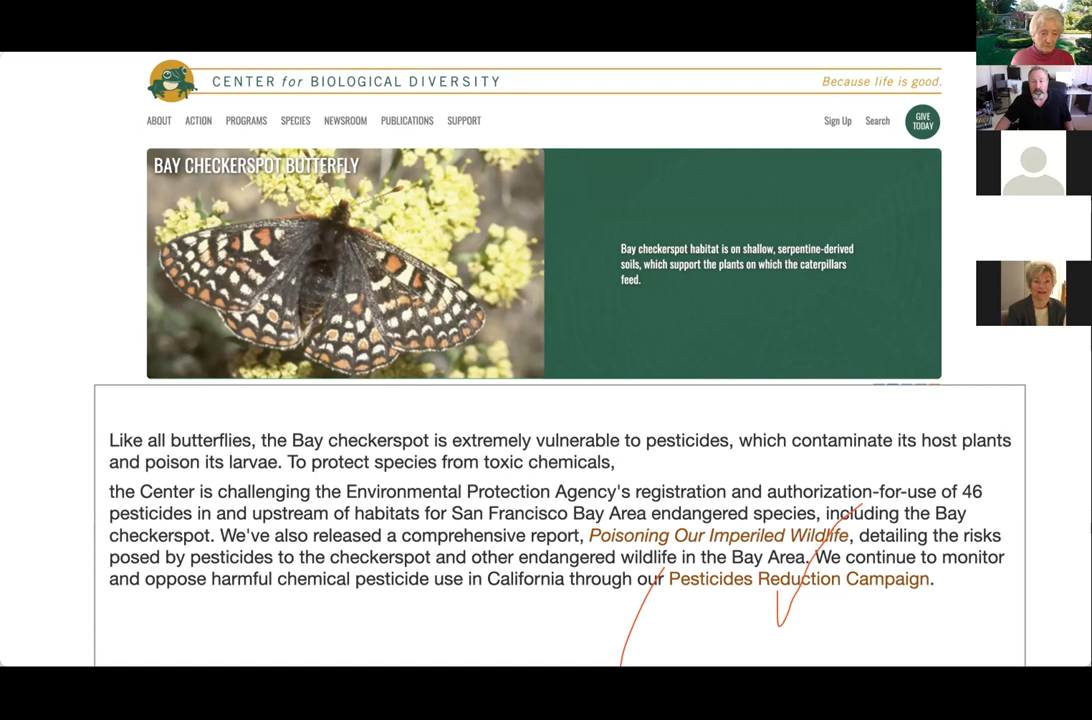 CENTER for BIOLOGICAL DIVERSITY
Because life is good.
ABOUT ACTION PROGRAMS SPECIES NEWSROOM PUBLICATIONS SUPPORT
Sign Up Search
GIVE
TODAY
BAY CHECKERSPOT BUTTERFLY
Bay checkerspot habitat is on shallow, serpentine-derived
soils, which support the plants on which the caterpillars
feed.
Like all butterflies, the Bay checkerspot is extremely vulnerable to pesticides, which contaminate its host plants
and poison its larvae. To protect species from toxic chemicals,
the Center is challenging the Environmental Protection Agency's registration and authorization-for-use of 46
pesticides in and upstream of habitats for San Francisco Bay Area endangered species, including the Bay
checkerspot. We've also released a comprehensive report, Poisoning Our Imperiled Wildlife, detailing the risks
posed by pesticides to the checkerspot and other endangered wildlife in the Bay Area. We continue to monitor
and oppose harmful chemical pesticide use in California through our Pesticides Reduction Campaign.